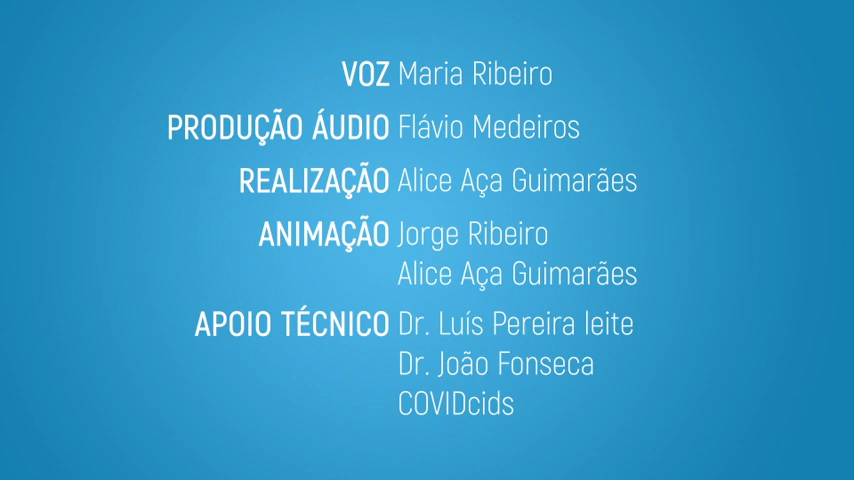 VOZ Maria Ribeiro
PRODUÇÃO ÁUDIO Flávio Medeiros
REALIZAÇÃO Alice Aça Guimarães
ANIMAÇÃO Jorge Ribeiro
Alice Aça Guimarães
APOIO TÉCNICO Dr. Luís Pereira leite
Dr. João Fonseca
COVIDcids